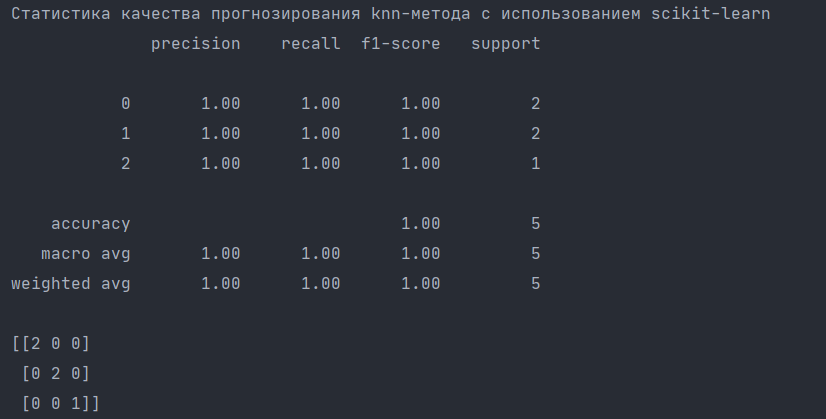 Статистика качества прогнозирования knn-метода с использованием scikit-learn
              precision    recall  f1-score   support

           0       1.00      1.00      1.00         2
           1       1.00      1.00      1.00         2
           2       1.00      1.00      1.00         1

    accuracy                           1.00         5
   macro avg       1.00      1.00      1.00         5
weighted avg       1.00      1.00      1.00         5

[[2 0 0]
 [0 2 0]
 [0 0 1]]